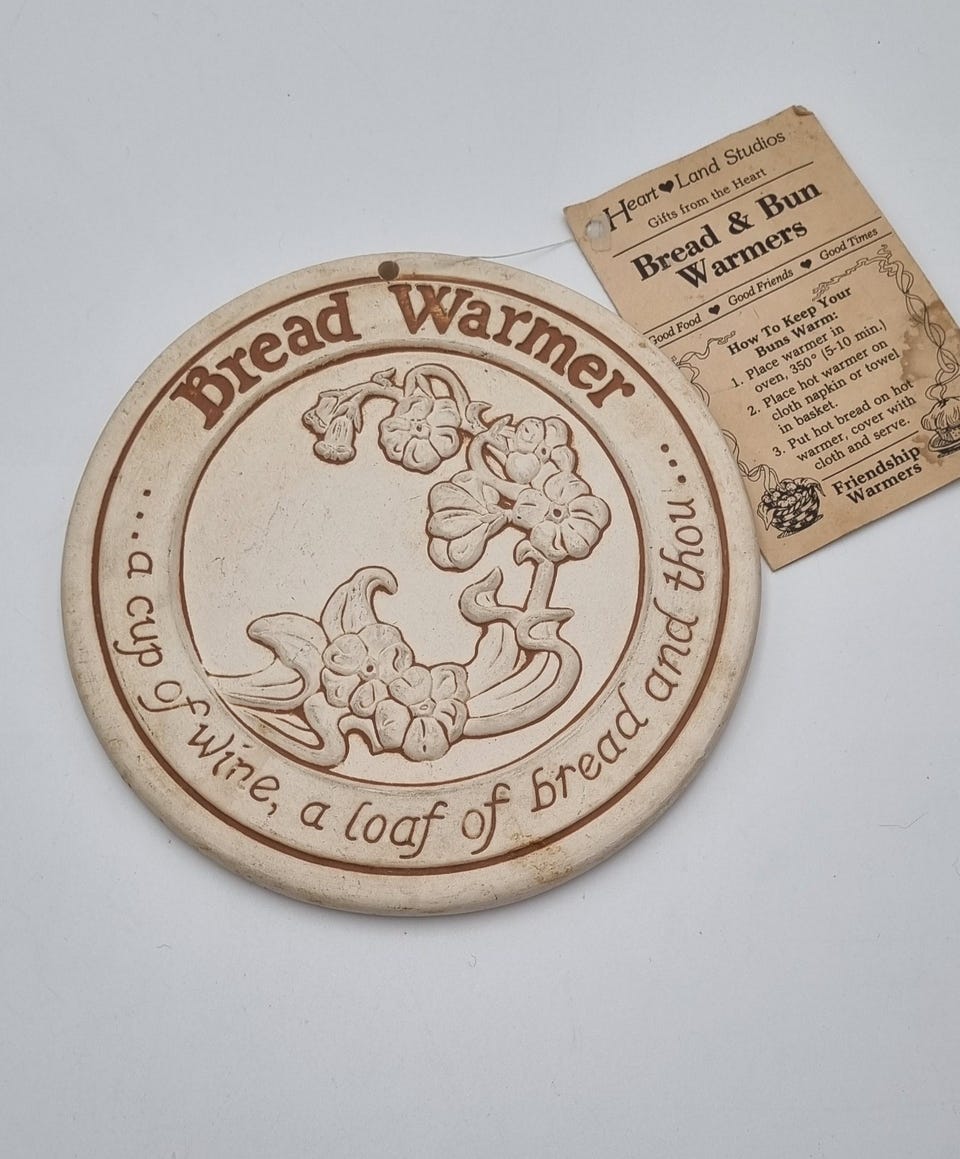 Bread Warmer
...a cup of wine, a loaf of bread and thou...
Heart♥Land Studios
Gifts from the Heart
Bread & Bun
Warmers
Good Food ♥ Good Friends ♥ Good Times
How To Keep Your
Buns Warm:
1. Place warmer in
oven, 350° (5-10 min.)
2. Place hot warmer on
cloth napkin or towel
in basket.
3. Put hot bread on hot
warmer, cover with
cloth and serve.
Friendship
Warmers